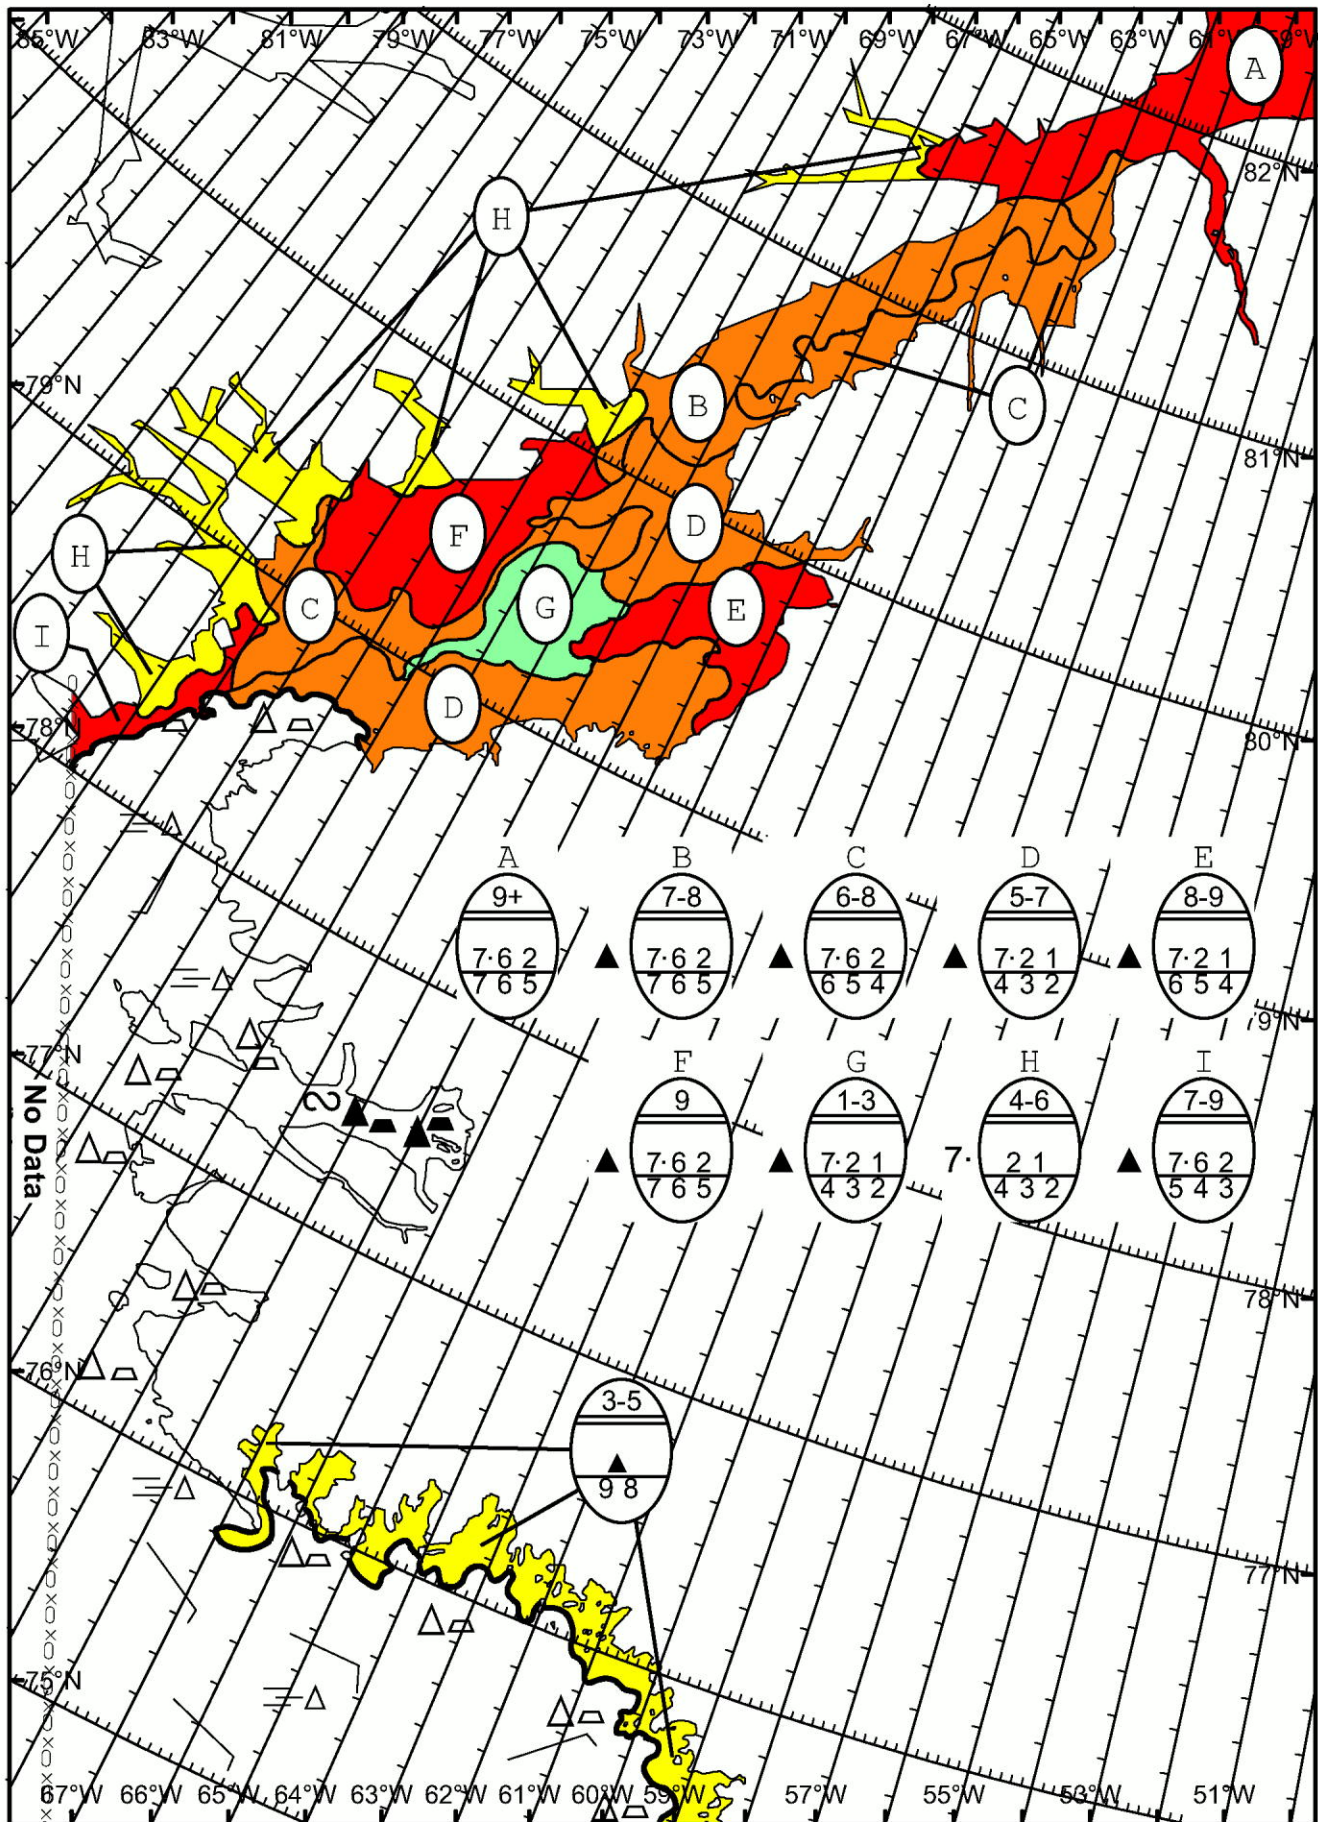 85°W 83°W 81°W 79°W 77°W 75°W 73°W 71°W 69°W 67°W 65°W 63°W 61°W 59°W
A
82°N
H
79°N
B
C
81°N
D
F
H
G
E
C
I
D
78°N
80°N
A B C D E
9+ 7-8 6-8 5-7 8-9
7·6 2 7·6 2 7·6 2 7·2 1 7·2 1
7 6 5 7 6 5 6 5 4 4 3 2 6 5 4
79°N
77°N
F G H I
9 1-3 4-6 7-9
7·6 2 7·2 1 7· 2 1 7·6 2
7 6 5 4 3 2 4 3 2 5 4 3
No Data
2
78°N
76°N
3-5
9 8
77°N
75°N
67°W 66°W 65°W 64°W 63°W 62°W 61°W 60°W 59°W 57°W 55°W 53°W 51°W